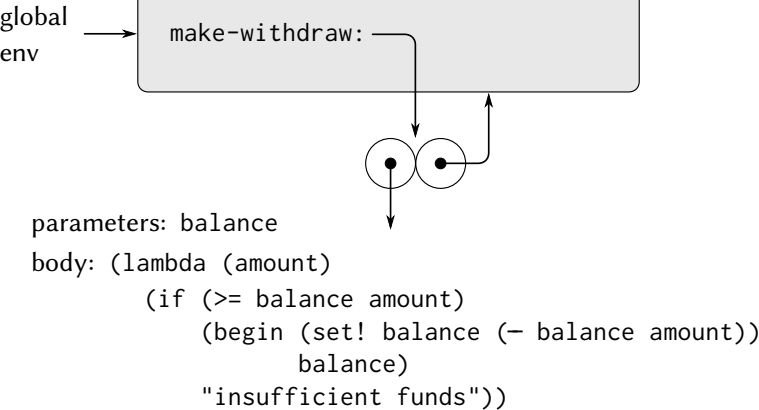 global
env
make-withdraw:
parameters: balance
body: (lambda (amount)
(if (>= balance amount)
(begin (set! balance (- balance amount))
balance)
"insufficient funds"))